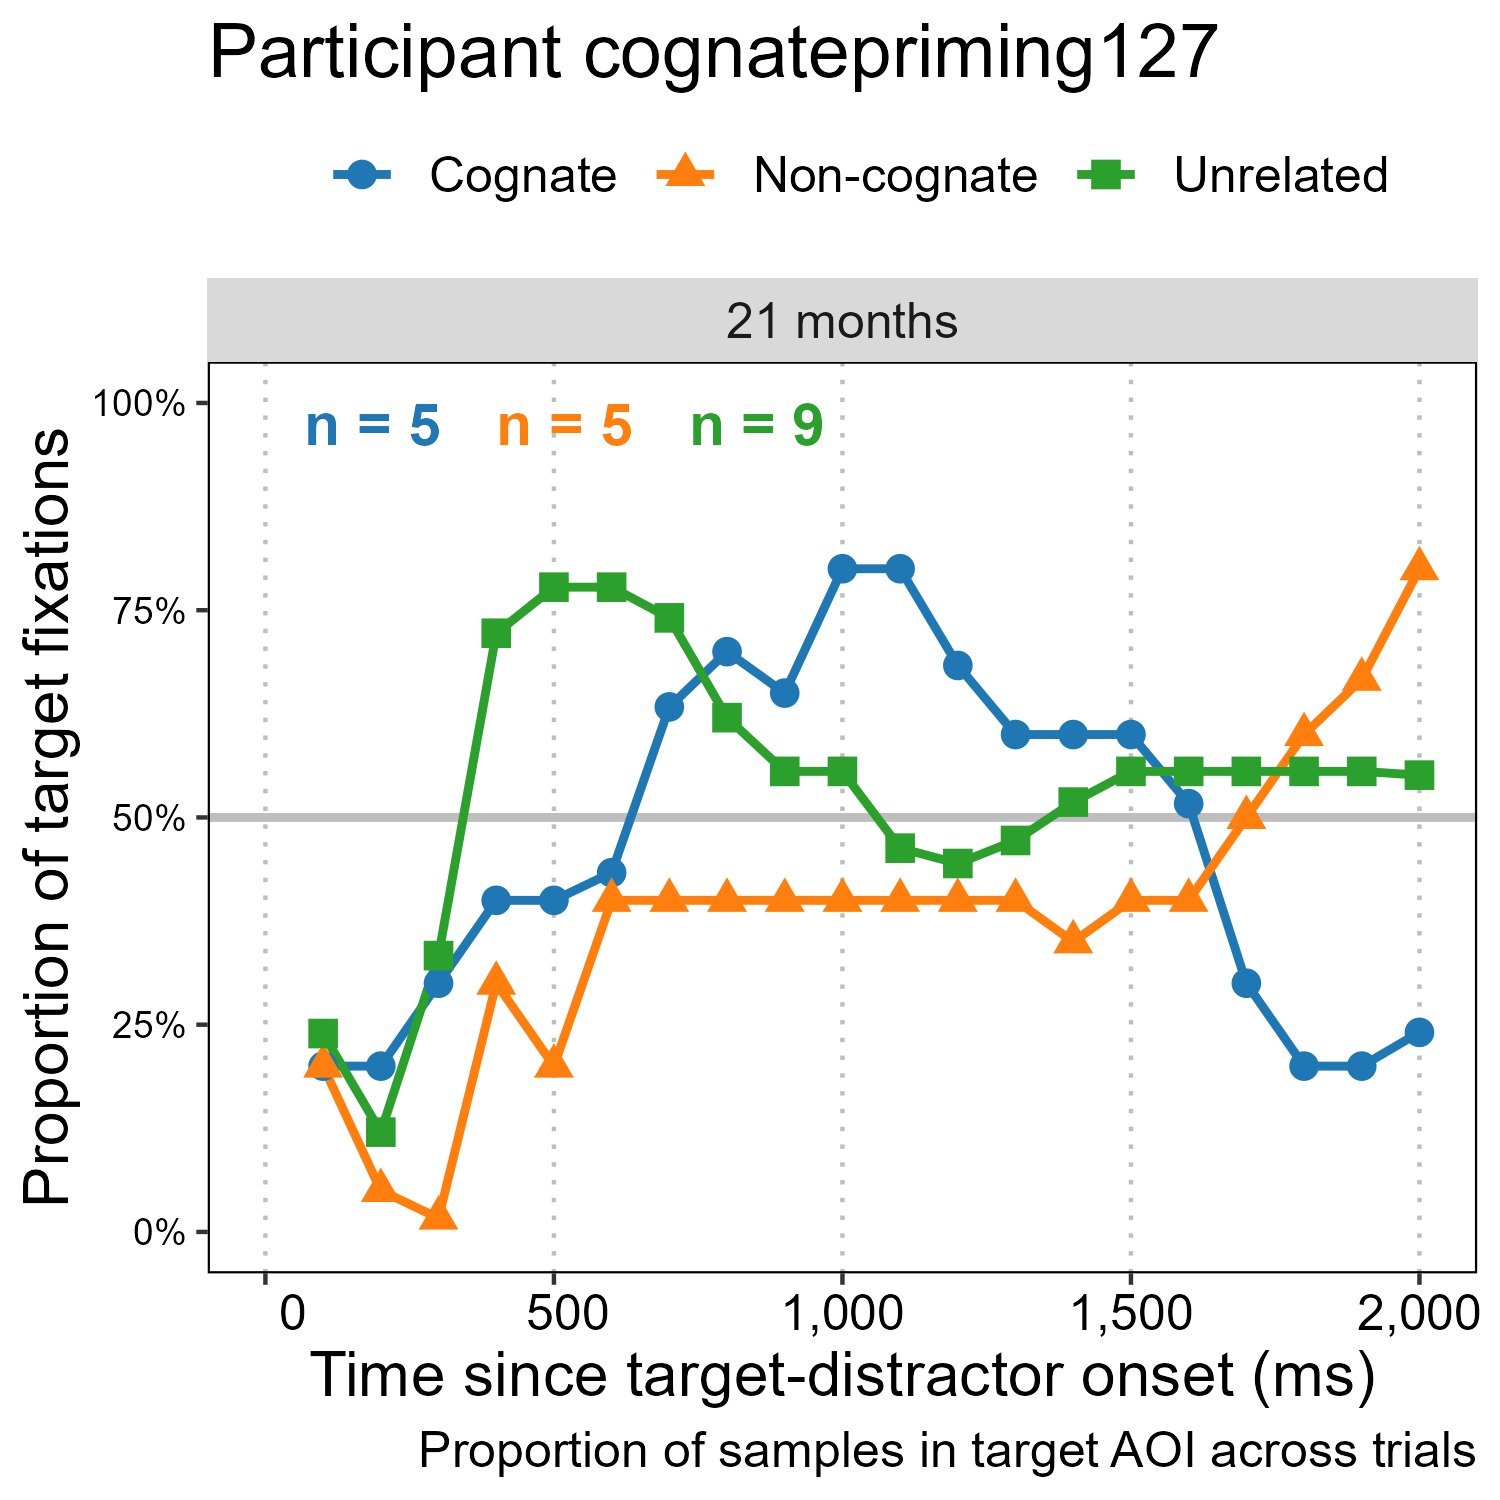 Participant cognatepriming127
Cognate Non-cognate Unrelated
21 months
n = 5 n = 5 n = 9
100%
75%
50%
25%
0%
Proportion of target fixations
0 500 1,000 1,500 2,000
Time since target-distractor onset (ms)
Proportion of samples in target AOI across trials